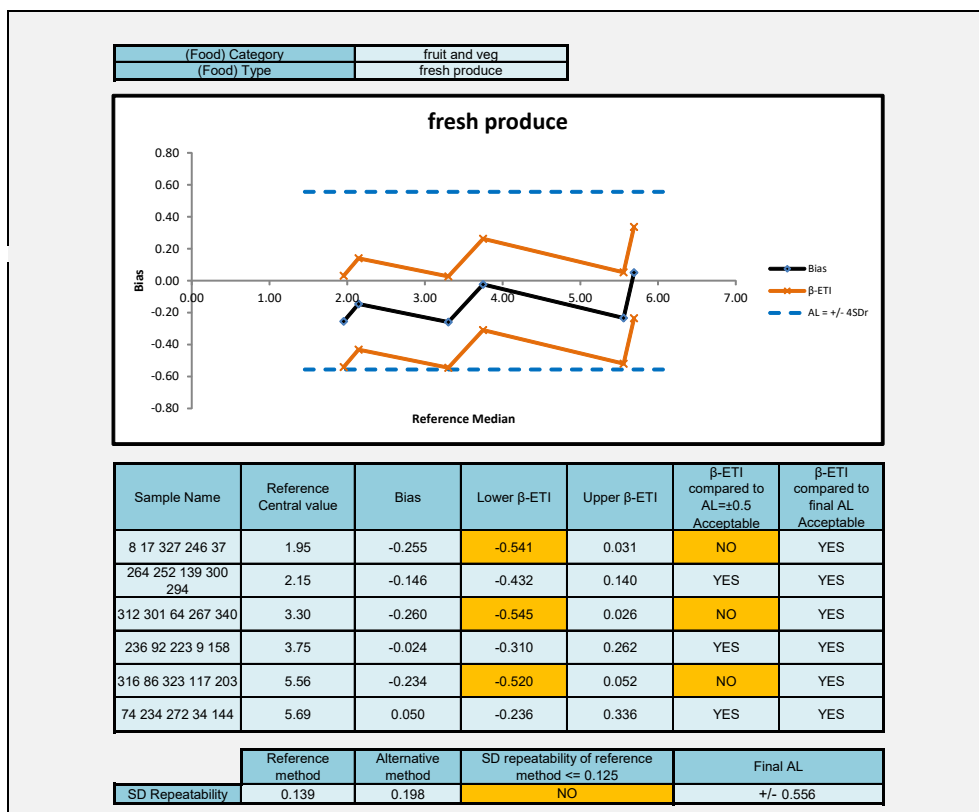 (Food) Category fruit and veg
(Food) Type fresh produce
fresh produce
0.80
0.60
0.40
0.20
0.00
-0.20
-0.40
-0.60
-0.80
0.00 1.00 2.00 3.00 4.00 5.00 6.00 7.00
Bias
Reference Median
Bias
β-ETI
AL = +/- 4SDr
Sample Name Reference Central value Bias Lower β-ETI Upper β-ETI β-ETI compared to AL=±0.5 Acceptable β-ETI compared to final AL Acceptable
8 17 327 246 37 1.95 -0.255 -0.541 0.031 NO YES
264 252 139 300 294 2.15 -0.146 -0.432 0.140 YES YES
312 301 64 267 340 3.30 -0.260 -0.545 0.026 NO YES
236 92 223 9 158 3.75 -0.024 -0.310 0.262 YES YES
316 86 323 117 203 5.56 -0.234 -0.520 0.052 NO YES
74 234 272 34 144 5.69 0.050 -0.236 0.336 YES YES
Reference method Alternative method SD repeatability of reference method <= 0.125 Final AL
SD Repeatability 0.139 0.198 NO +/- 0.556